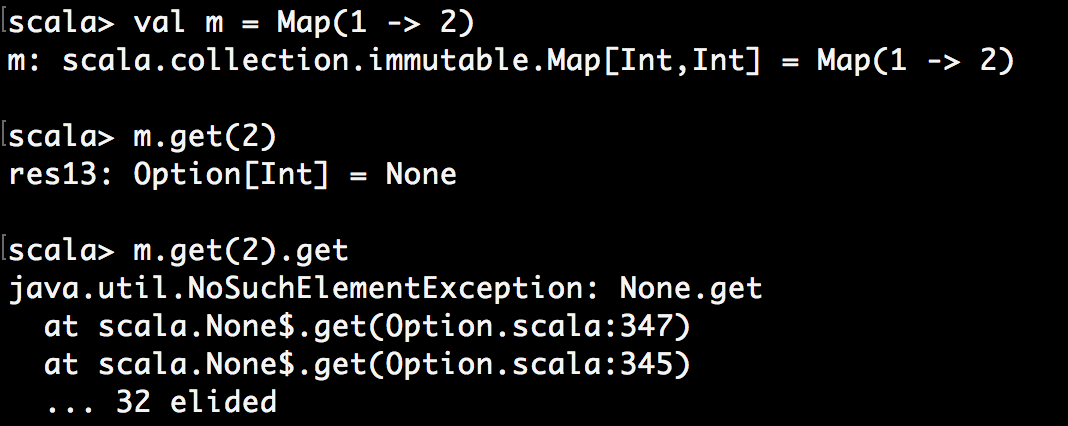 scala> val m = Map(1 -> 2)
m: scala.collection.immutable.Map[Int,Int] = Map(1 -> 2)
scala> m.get(2)
res13: Option[Int] = None
scala> m.get(2).get
java.util.NoSuchElementException: None.get
  at scala.None$.get(Option.scala:347)
  at scala.None$.get(Option.scala:345)
  ... 32 elided